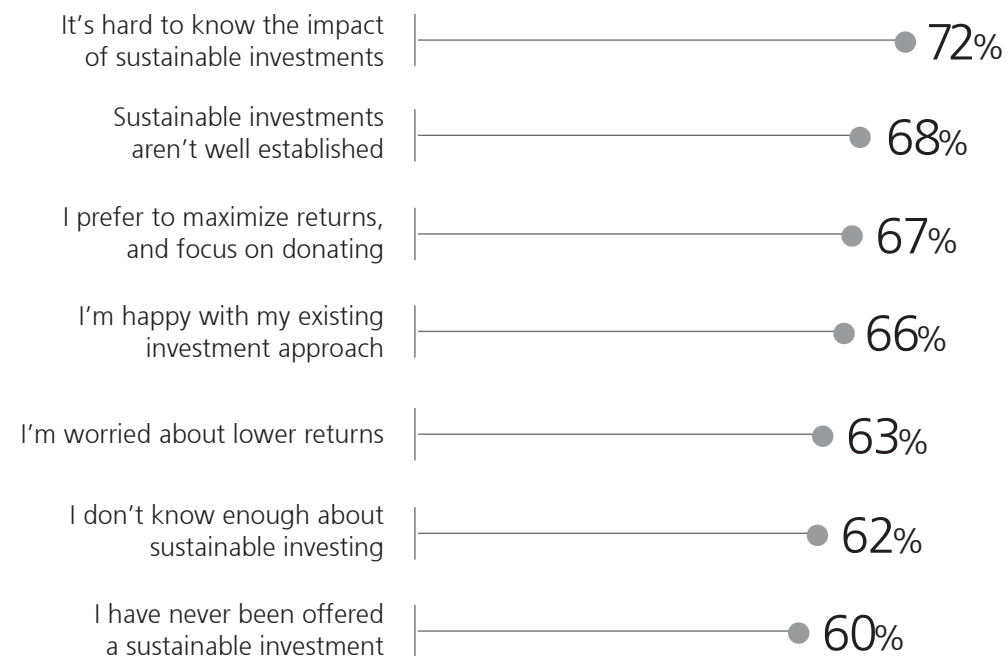 It’s hard to know the impact
of sustainable investments
72%
Sustainable investments
aren’t well established
68%
I prefer to maximize returns,
and focus on donating
67%
I’m happy with my existing
investment approach
66%
I’m worried about lower returns
63%
I don’t know enough about
sustainable investing
62%
I have never been offered
a sustainable investment
60%